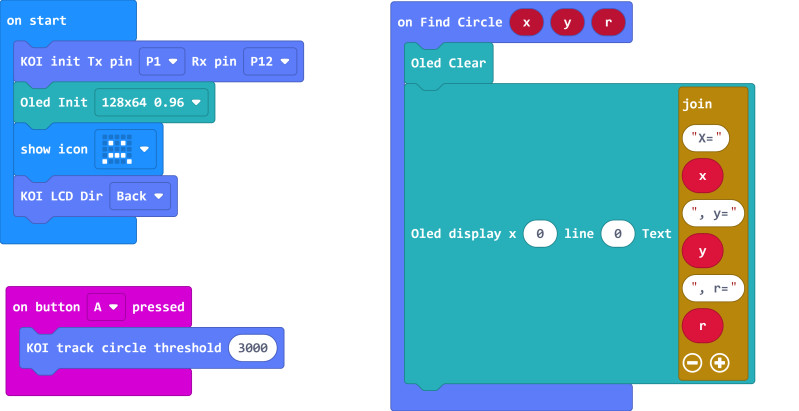 on start
KOI init Tx pin P1 Rx pin P12
Oled Init 128x64 0.96
show icon
KOI LCD Dir Back
on button A pressed
KOI track circle threshold 3000
on Find Circle x y r
Oled Clear
Oled display x 0 line 0 Text
join
"X="
x
", y="
y
", r="
r